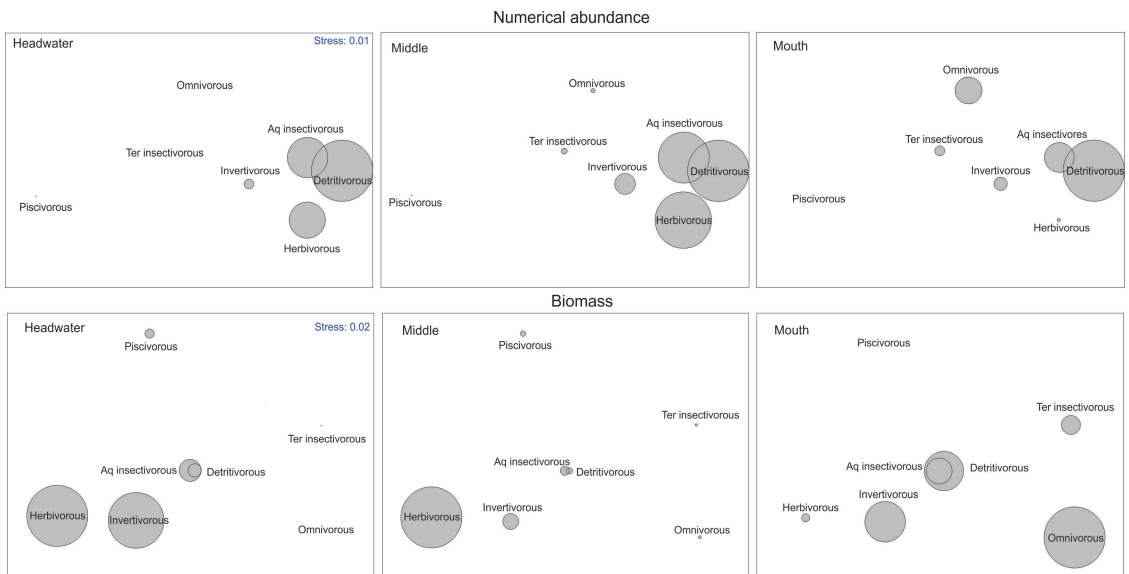 Numerical abundance
Headwater
Stress: 0.01
Omnivorous
Aq insectivorous
Ter insectivorous
Invertivorous
Detritivorous
Piscivorous
Herbivorous
Middle
Omnivorous
Aq insectivorous
Ter insectivorous
Invertivorous
Detritivorous
Piscivorous
Herbivorous
Mouth
Omnivorous
Aq insectivores
Ter insectivorous
Invertivorous
Detritivorous
Piscivorous
Herbivorous
Biomass
Headwater
Stress: 0.02
Piscivorous
Ter insectivorous
Aq insectivorous
Detritivorous
Herbivorous
Invertivorous
Omnivorous
Middle
Piscivorous
Ter insectivorous
Aq insectivorous
Detritivorous
Invertivorous
Herbivorous
Omnivorous
Mouth
Piscivorous
Ter insectivorous
Aq insectivorous
Detritivorous
Invertivorous
Herbivorous
Omnivorous